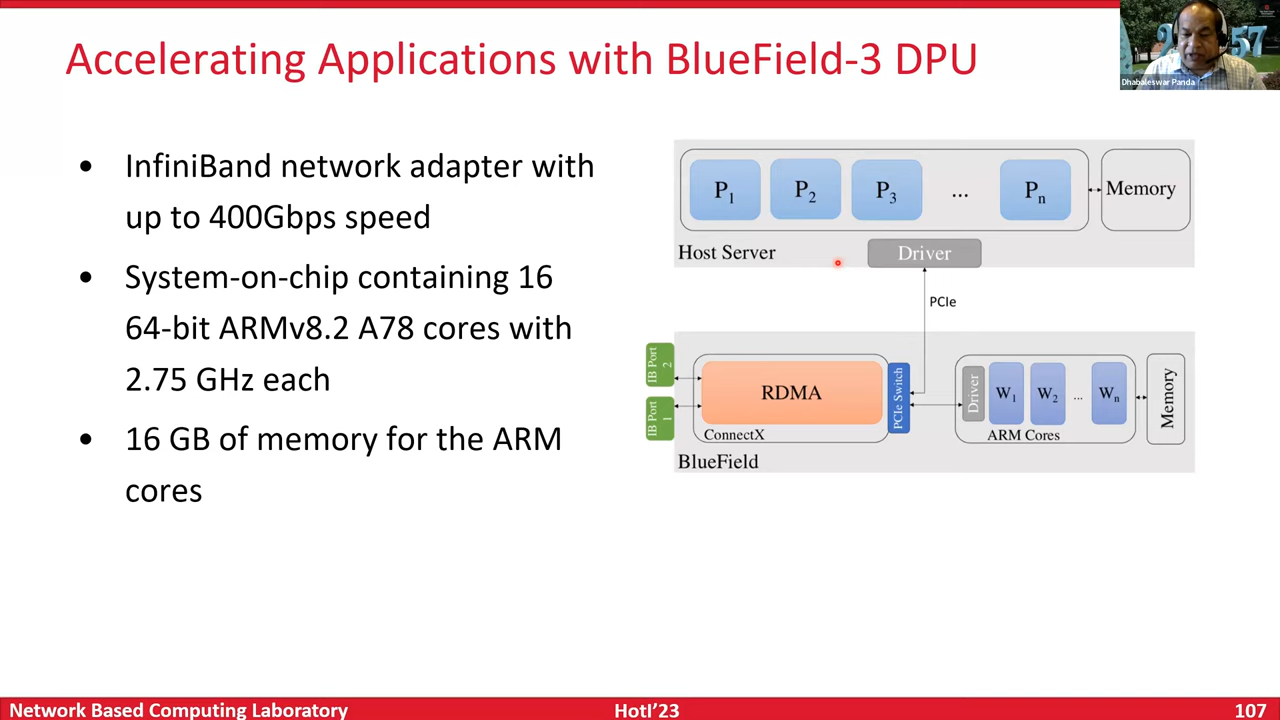 Accelerating Applications with BlueField-3 DPU
Dhabaleswar Panda
• InfiniBand network adapter with
up to 400Gbps speed
• System-on-chip containing 16
64-bit ARMv8.2 A78 cores with
2.75 GHz each
• 16 GB of memory for the ARM
cores
P1 P2 P3 ... Pn Memory
Host Server
Driver
PCIe
IB Port 2
IB Port 1
RDMA
ConnectX
PCIe Switch
Driver
W1 W2 ... Wn
ARM Cores
Memory
BlueField
Network Based Computing Laboratory
HotI'23
107